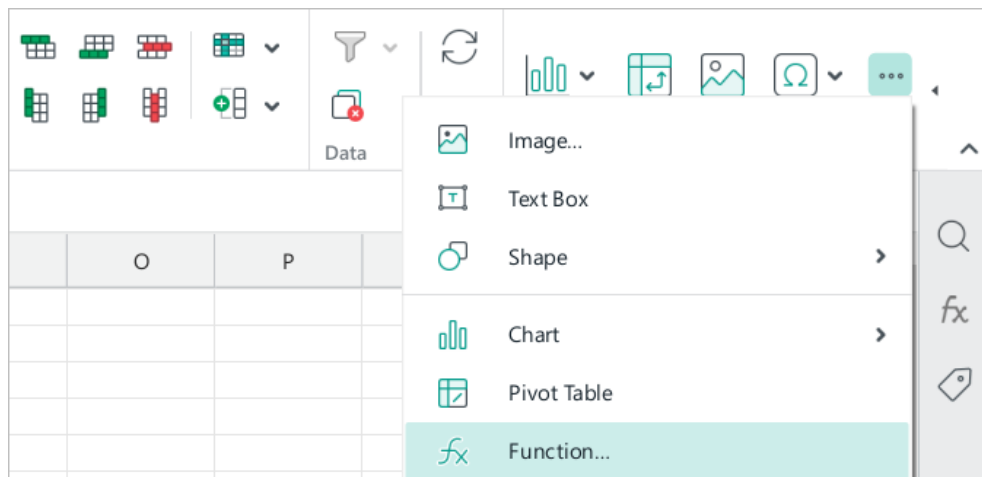 Data
Image...
Text Box
Shape
Chart
Pivot Table
Function...
O
P